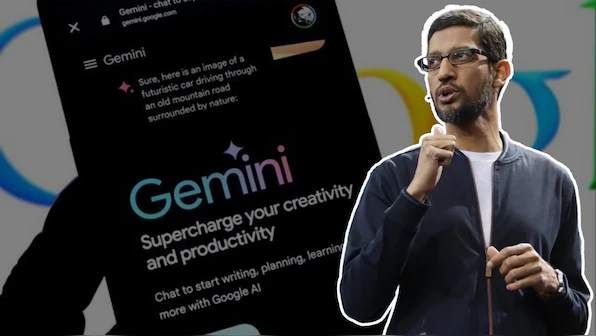 Gemini - chat to
gemini.google.com
Gemini
Sure, here is an image of a
futuristic car driving through
an old mountain road
surrounded by nature:
Gemini
Supercharge your creativity
and productivity
Chat to start writing, planning, learning
more with Google AI